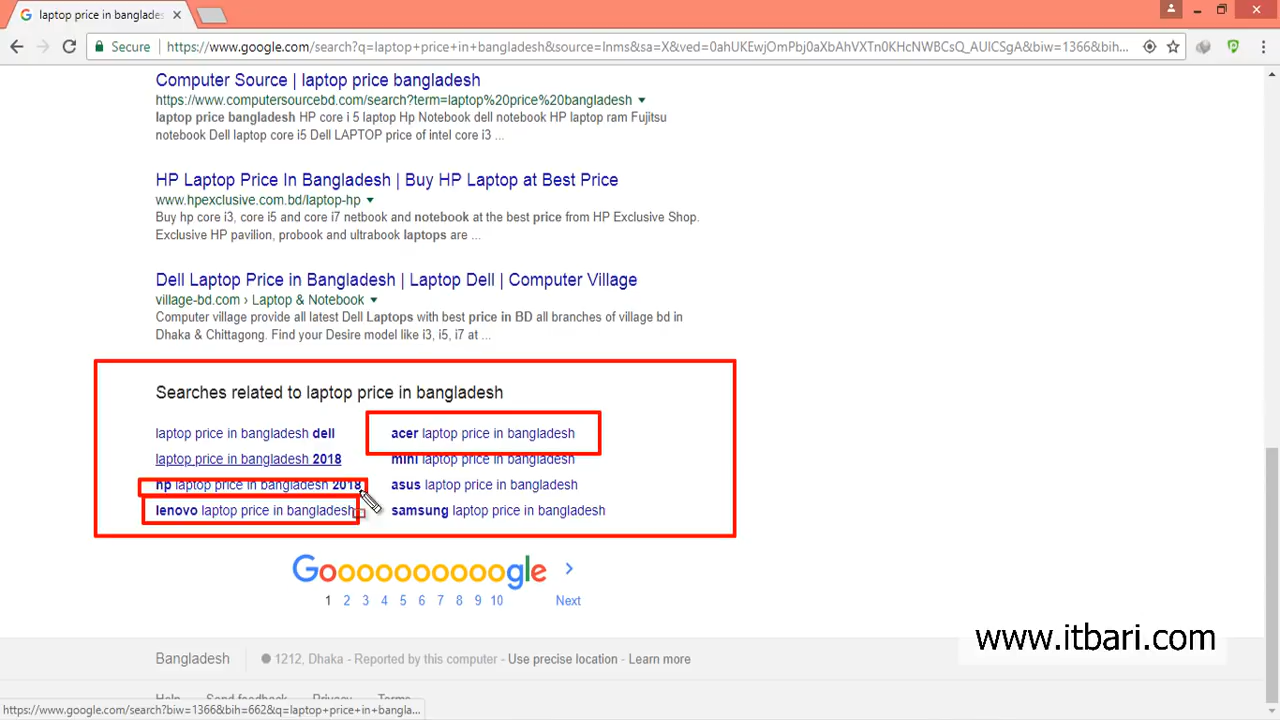 laptop price in banglades
Secure https://www.google.com/search?q=laptop+price+in+bangladesh&source=lnms&sa=X&ved=0ahUKEwjOmPbj0aXbAhVXTn0KHcNWBCsQ_AUICSgA&biw=1366&bih...
Computer Source | laptop price bangladesh
https://www.computersourcebd.com/search?term=laptop%20price%20bangladesh
laptop price bangladesh HP core i 5 laptop Hp Notebook dell notebook HP laptop ram Fujitsu
notebook Dell laptop core i5 Dell LAPTOP price of intel core i3 ...
HP Laptop Price In Bangladesh | Buy HP Laptop at Best Price
www.hpexclusive.com.bd/laptop-hp
Buy hp core i3, core i5 and core i7 netbook and notebook at the best price from HP Exclusive Shop.
Exclusive HP pavilion, probook and ultrabook laptops are ...
Dell Laptop Price in Bangladesh | Laptop Dell | Computer Village
village-bd.com › Laptop & Notebook
Computer village provide all latest Dell Laptops with best price in BD all branches of village bd in
Dhaka & Chittagong. Find your Desire model like i3, i5, i7 at ...
Searches related to laptop price in bangladesh
laptop price in bangladesh dell acer laptop price in bangladesh
laptop price in bangladesh 2018 mini laptop price in bangladesh
hp laptop price in bangladesh 2018 asus laptop price in bangladesh
lenovo laptop price in bangladesh samsung laptop price in bangladesh
Goooooooooogle
1 2 3 4 5 6 7 8 9 10 Next
www.itbari.com
Bangladesh 1212, Dhaka - Reported by this computer - Use precise location - Learn more
Help Send feedback Privacy Terms
https://www.google.com/search?biw=1366&bih=662&q=laptop+price+in+bangla...